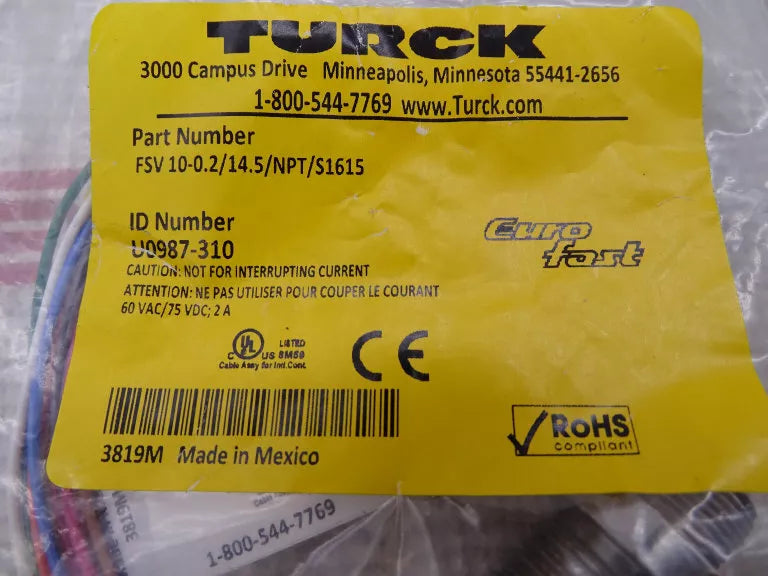 TURCK
3000 Campus Drive Minneapolis, Minnesota 55441-2656
1-800-544-7769 www.Turck.com
Part Number
FSV 10-0.2/14.5/NPT/S1615
ID Number
U0987-310
Euro
fast
CAUTION: NOT FOR INTERRUPTING CURRENT
ATTENTION: NE PAS UTILISER POUR COUPER LE COURANT
60 VAC/75 VDC; 2 A
C UL US LISTED 8M59
Cable Assy for Ind.Cont.
CE
3819M Made in Mexico
RoHS
compliant
1-800-544-7769
3819M